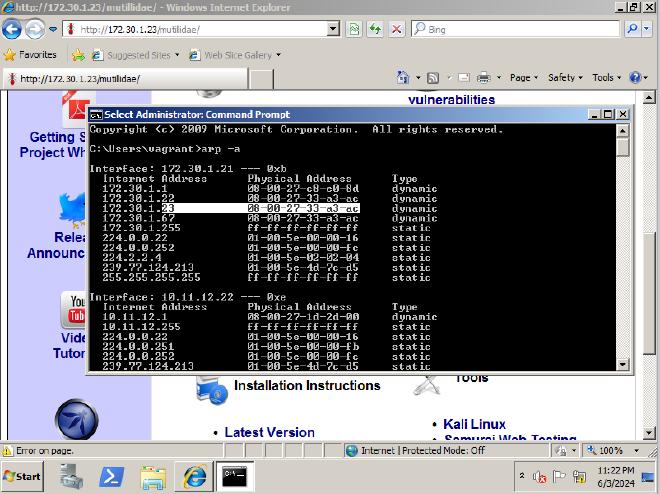 http://172.30.1.23/mutillidae/ - Windows Internet Explorer
http://172.30.1.23/mutillidae/
Bing
Favorites
Suggested Sites
Web Slice Gallery
http://172.30.1.23/mutillidae/
Page
Safety
Tools
vulnerabilities
Getting S
Project Wh
Relea
Announc
You
Tub
Vide
Tutor
Select Administrator: Command Prompt
Copyright (c) 2009 Microsoft Corporation. All rights reserved.
C:\Users\vagrant>arp -a
Interface: 172.30.1.21 --- 0xb
Internet Address Physical Address Type
172.30.1.1 08-00-27-c8-e0-8d dynamic
172.30.1.22 08-00-27-33-a3-ac dynamic
172.30.1.23 08-00-27-33-a3-ac dynamic
172.30.1.67 08-00-27-33-a3-ac dynamic
172.30.1.255 ff-ff-ff-ff-ff-ff static
224.0.0.22 01-00-5e-00-00-16 static
224.0.0.252 01-00-5e-00-00-fc static
224.2.2.4 01-00-5e-02-02-04 static
239.77.124.213 01-00-5e-4d-7c-d5 static
255.255.255.255 ff-ff-ff-ff-ff-ff static
Interface: 10.11.12.22 --- 0xe
Internet Address Physical Address Type
10.11.12.1 08-00-27-1d-2d-00 dynamic
10.11.12.255 ff-ff-ff-ff-ff-ff static
224.0.0.22 01-00-5e-00-00-16 static
224.0.0.251 01-00-5e-00-00-fb static
224.0.0.252 01-00-5e-00-00-fc static
239.77.124.213 01-00-5e-4d-7c-d5 static
Installation Instructions
Tools
Latest Version
Kali Linux
Samurai Web Testing
Error on page.
Internet | Protected Mode: Off
100%
Start
11:22 PM
6/3/2024